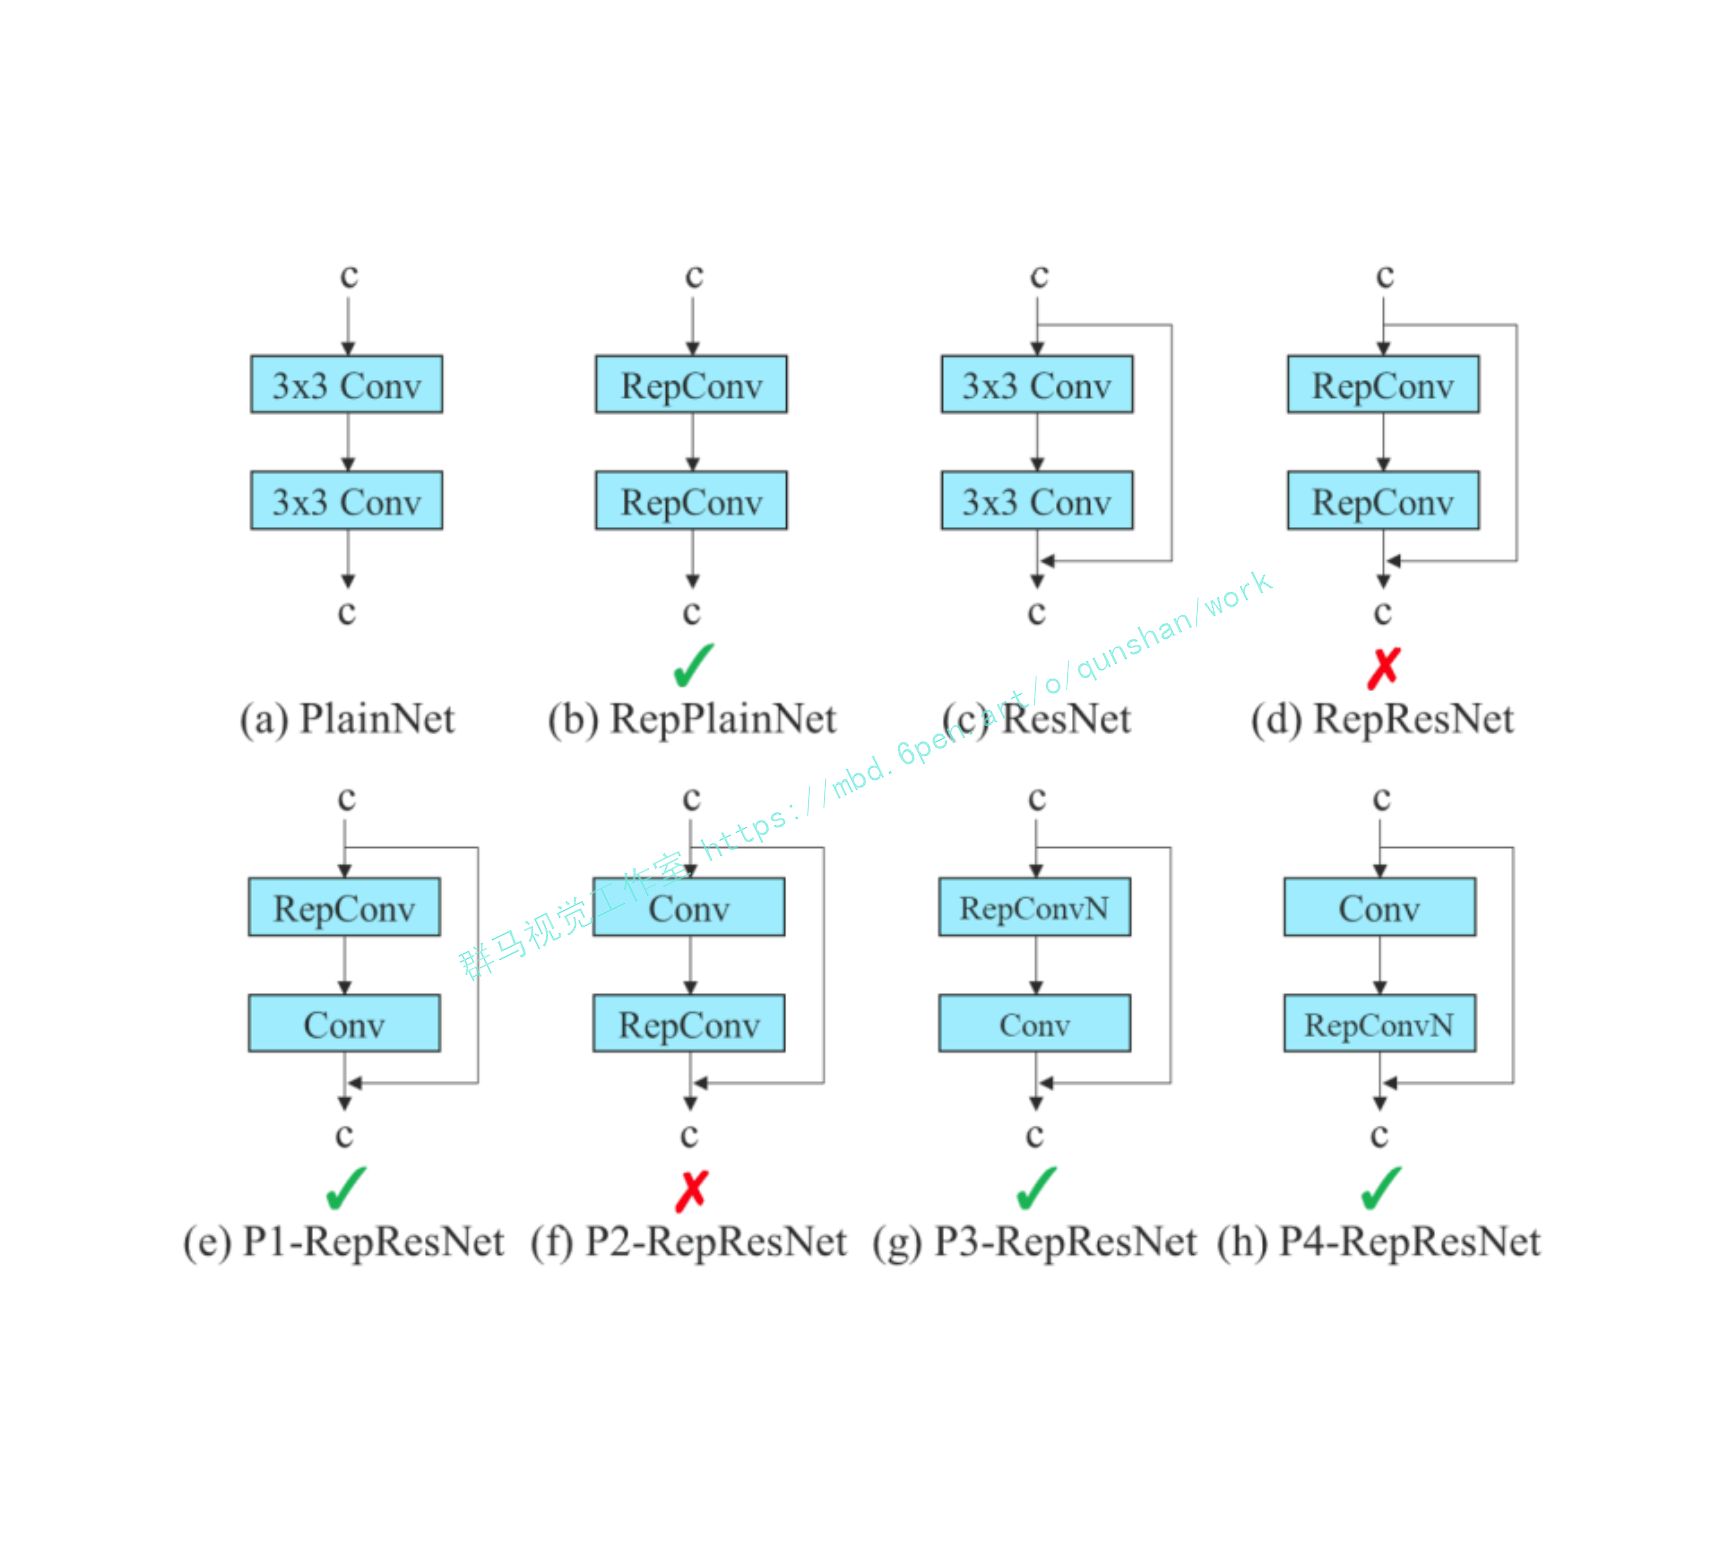 c c c c
3x3 Conv RepConv 3x3 Conv RepConv
3x3 Conv RepConv 3x3 Conv RepConv
c c c c
(a) PlainNet (b) RepPlainNet (c) ResNet (d) RepResNet
c c c c
RepConv Conv RepConvN Conv
Conv RepConv Conv RepConvN
c c c c
(e) P1-RepResNet (f) P2-RepResNet (g) P3-RepResNet (h) P4-RepResNet
群马视觉工作室 https://mbd.6pen.art/o/qunshan/work